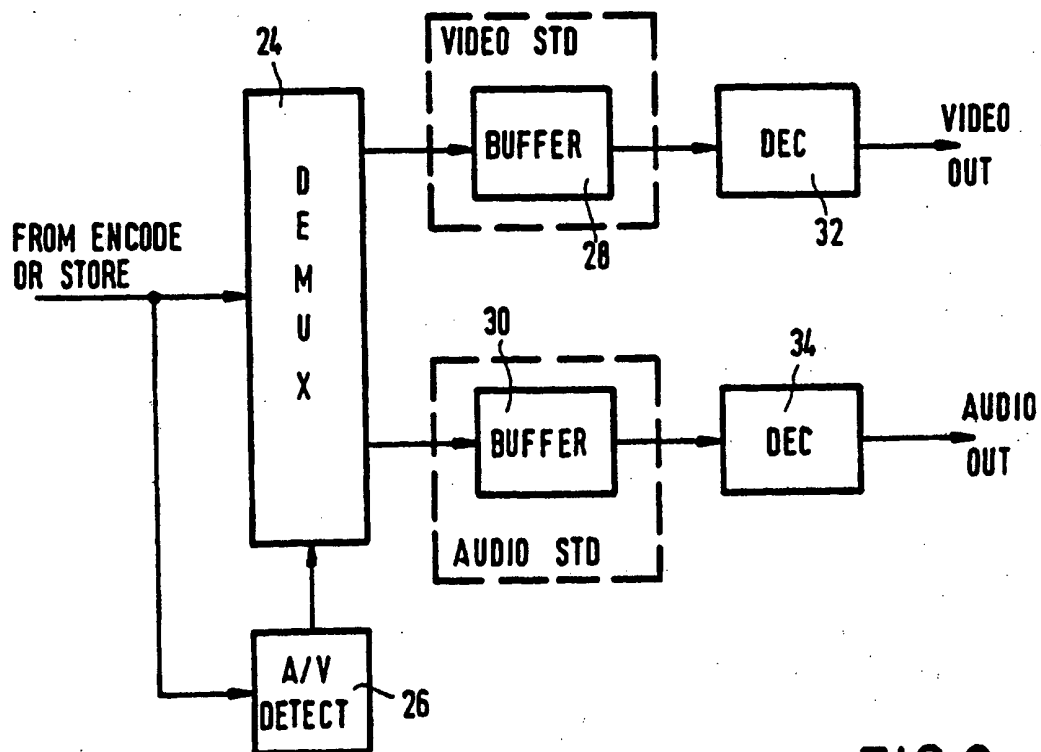 24
VIDEO STD
BUFFER
28
DEC
32
VIDEO
OUT
D
E
M
U
X
FROM ENCODE
OR STORE
30
BUFFER
AUDIO STD
34
DEC
AUDIO
OUT
A/V
DETECT
26